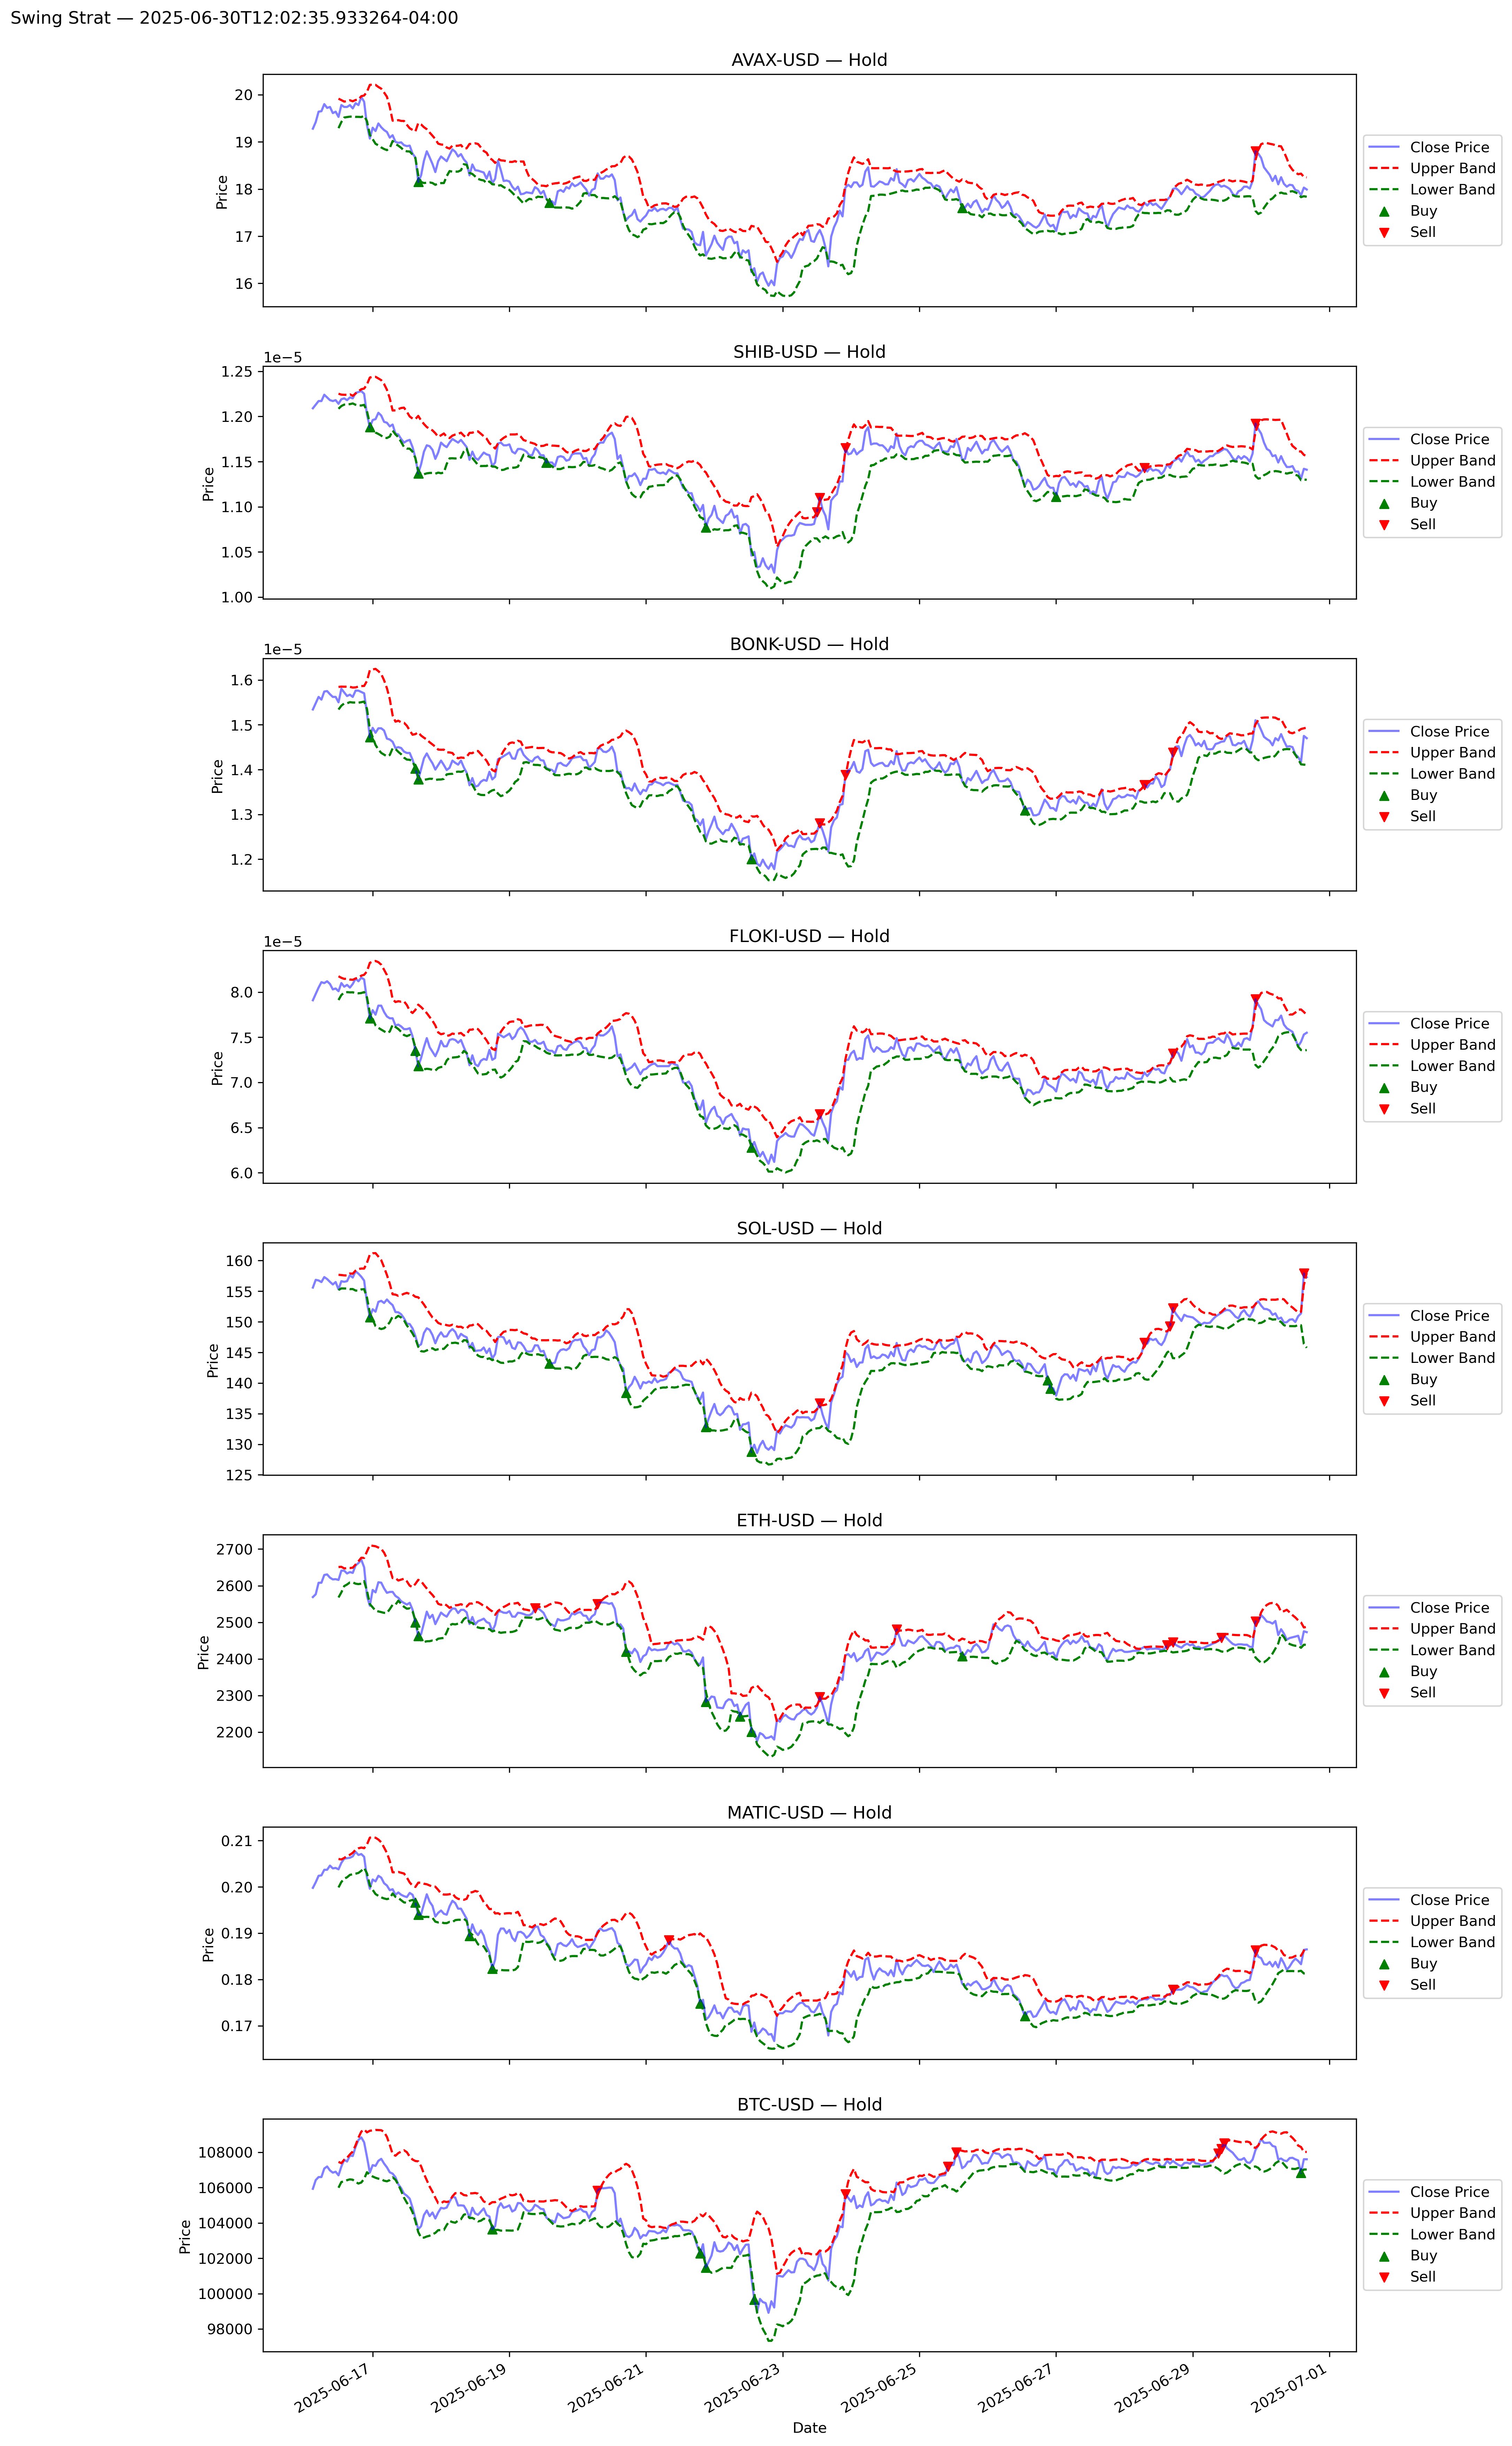 Swing Strat — 2025-06-30T12:02:35.933264-04:00
AVAX-USD — Hold
20
19
18
17
16
Price
Close Price
Upper Band
Lower Band
Buy
Sell
SHIB-USD — Hold
1e−5
1.25
1.20
1.15
1.10
1.05
1.00
Price
Close Price
Upper Band
Lower Band
Buy
Sell
BONK-USD — Hold
1e−5
1.6
1.5
1.4
1.3
1.2
Price
Close Price
Upper Band
Lower Band
Buy
Sell
FLOKI-USD — Hold
1e−5
8.0
7.5
7.0
6.5
6.0
Price
Close Price
Upper Band
Lower Band
Buy
Sell
SOL-USD — Hold
160
155
150
145
140
135
130
125
Price
Close Price
Upper Band
Lower Band
Buy
Sell
ETH-USD — Hold
2700
2600
2500
2400
2300
2200
Price
Close Price
Upper Band
Lower Band
Buy
Sell
MATIC-USD — Hold
0.21
0.20
0.19
0.18
0.17
Price
Close Price
Upper Band
Lower Band
Buy
Sell
BTC-USD — Hold
108000
106000
104000
102000
100000
98000
Price
Close Price
Upper Band
Lower Band
Buy
Sell
2025-06-17
2025-06-19
2025-06-21
2025-06-23
2025-06-25
2025-06-27
2025-06-29
2025-07-01
Date